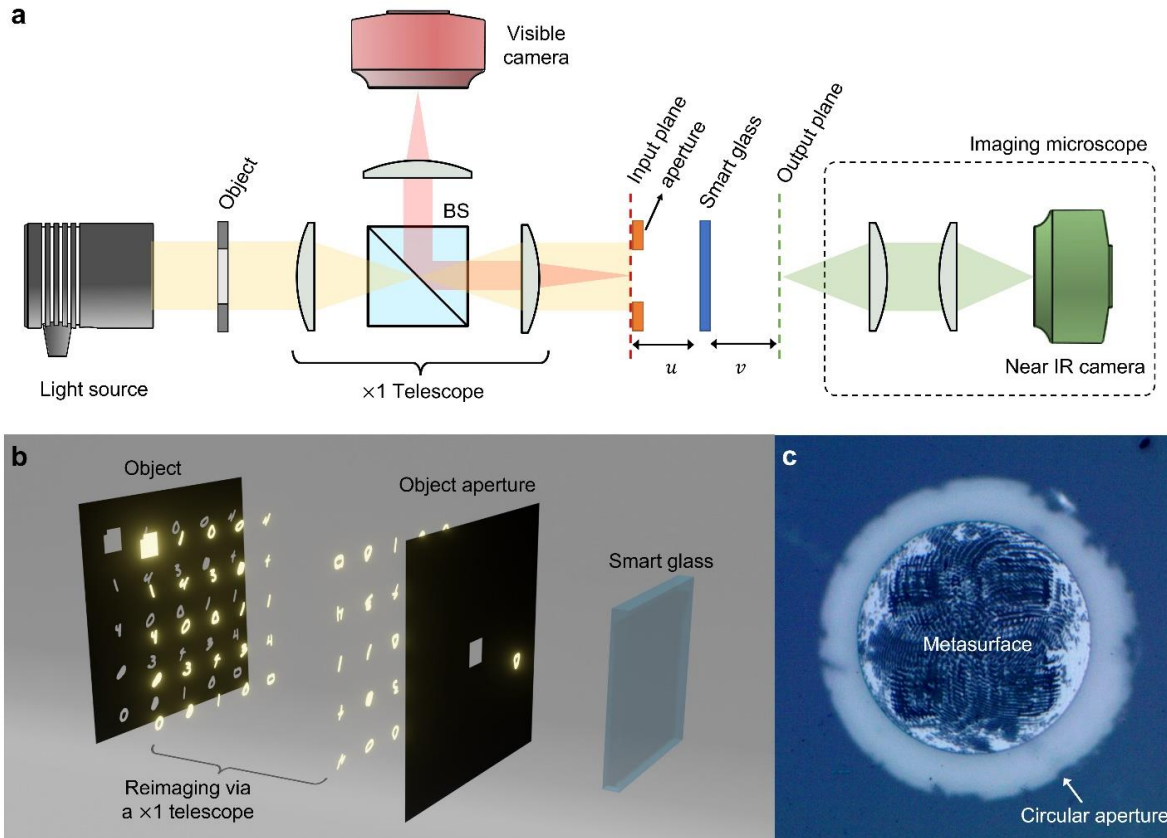 a
Visible
camera
Object
BS
Input plane
aperture
Smart glass
Output plane
Imaging microscope
Light source
×1 Telescope
u
v
Near IR camera
b
Object
Object aperture
Smart glass
Reimaging via
a ×1 telescope
c
Metasurface
Circular aperture